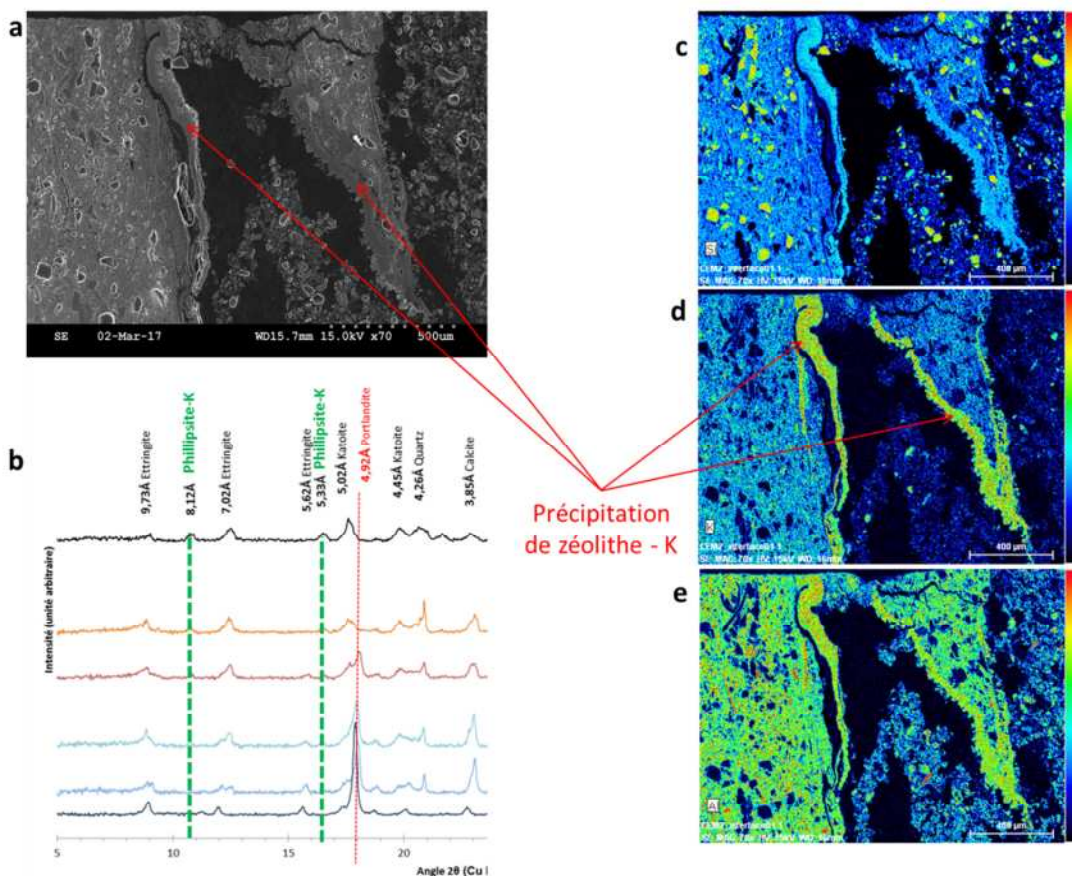 a
SE 02-Mar-17 WD15.7mm 15.0kV x70 500um
b
9,73Å Ettringite
8,12Å Phillipsite-K
7,02Å Ettringite
5,62Å Ettringite
5,33Å Phillipsite-K
5,02Å Katoite
4,92Å Portlandite
4,45Å Katoite
4,26Å Quartz
3,85Å Calcite
Intensité (unité arbitraire)
5 10 15 20
Angle 2θ (Cu
Précipitation
de zéolithe - K
c
400 µm
d
K
400 µm
e
400 µm